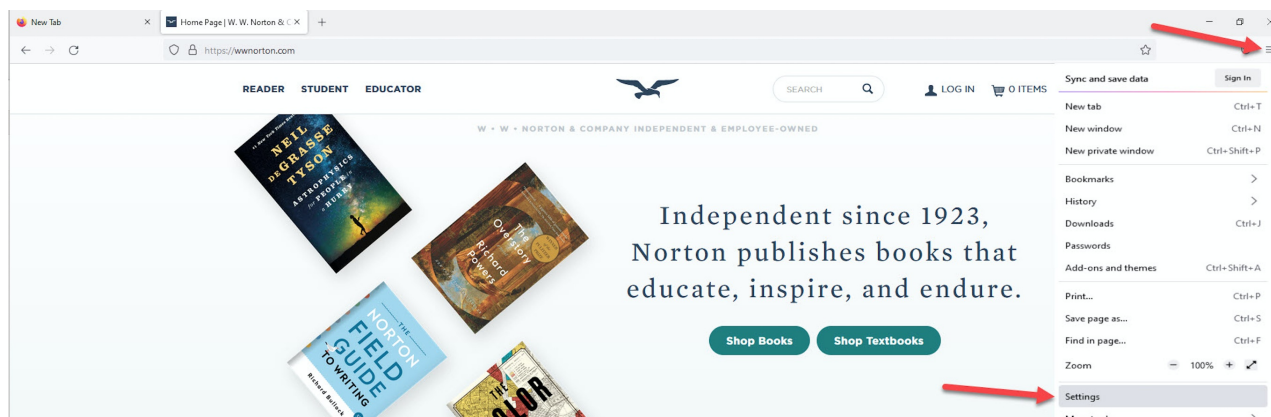 New Tab
Home Page | W. W. Norton & C
https://wwnorton.com
READER STUDENT EDUCATOR
SEARCH
LOG IN
0 ITEMS
W • W • NORTON & COMPANY INDEPENDENT & EMPLOYEE-OWNED
#1 New York Times Bestseller
NEIL
DEGRASSE
TYSON
ASTROPHYSICS
for PEOPLE in
a HURRY
The
Overstory
Richard
Powers
THE
NORTON
FIELD
GUIDE
TO WRITING
Richard Bullock
THE
Independent since 1923,
Norton publishes books that
educate, inspire, and endure.
Shop Books Shop Textbooks
Sync and save data Sign In
New tab Ctrl+T
New window Ctrl+N
New private window Ctrl+Shift+P
Bookmarks
History
Downloads Ctrl+J
Passwords
Add-ons and themes Ctrl+Shift+A
Print... Ctrl+P
Save page as... Ctrl+S
Find in page... Ctrl+F
Zoom − 100% +
Settings